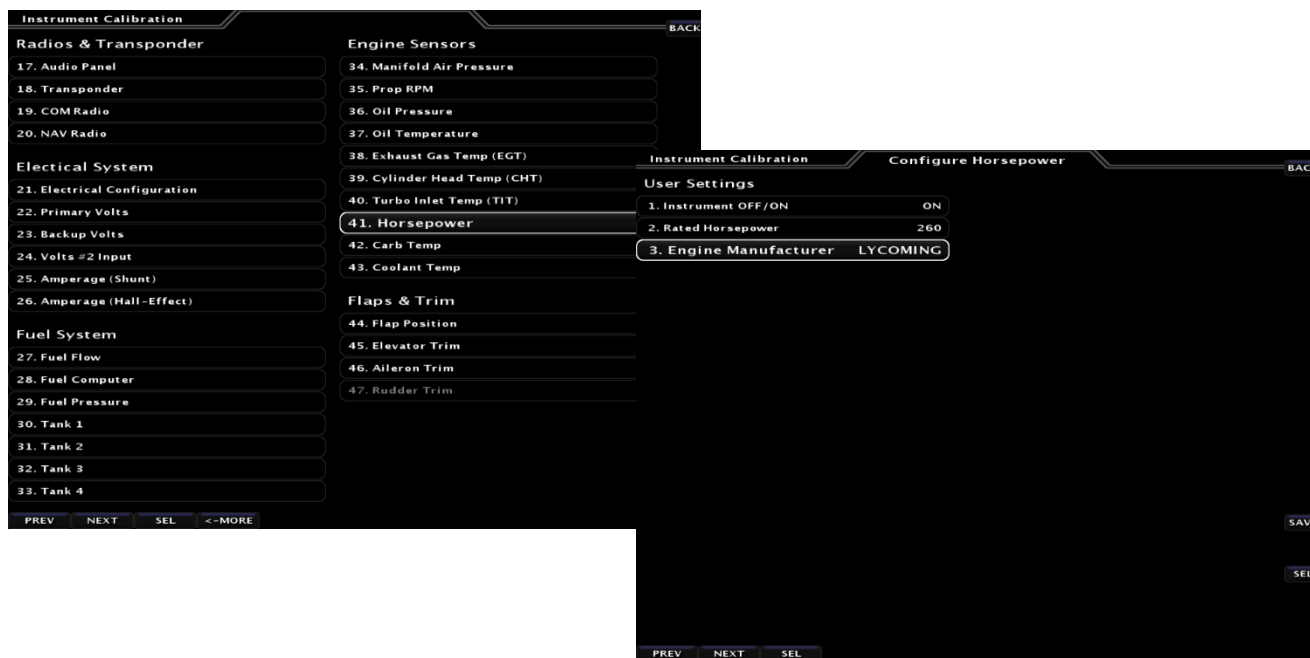 Instrument Calibration
BACK
Radios & Transponder
17. Audio Panel
18. Transponder
19. COM Radio
20. NAV Radio
Electical System
21. Electrical Configuration
22. Primary Volts
23. Backup Volts
24. Volts #2 Input
25. Amperage (Shunt)
26. Amperage (Hall-Effect)
Fuel System
27. Fuel Flow
28. Fuel Computer
29. Fuel Pressure
30. Tank 1
31. Tank 2
32. Tank 3
33. Tank 4
Engine Sensors
34. Manifold Air Pressure
35. Prop RPM
36. Oil Pressure
37. Oil Temperature
38. Exhaust Gas Temp (EGT)
39. Cylinder Head Temp (CHT)
40. Turbo Inlet Temp (TIT)
41. Horsepower
42. Carb Temp
43. Coolant Temp
Flaps & Trim
44. Flap Position
45. Elevator Trim
46. Aileron Trim
47. Rudder Trim
PREV NEXT SEL <-MORE
Instrument Calibration Configure Horsepower
BAC
User Settings
1. Instrument OFF/ON ON
2. Rated Horsepower 260
3. Engine Manufacturer LYCOMING
SAV
SEL
PREV NEXT SEL